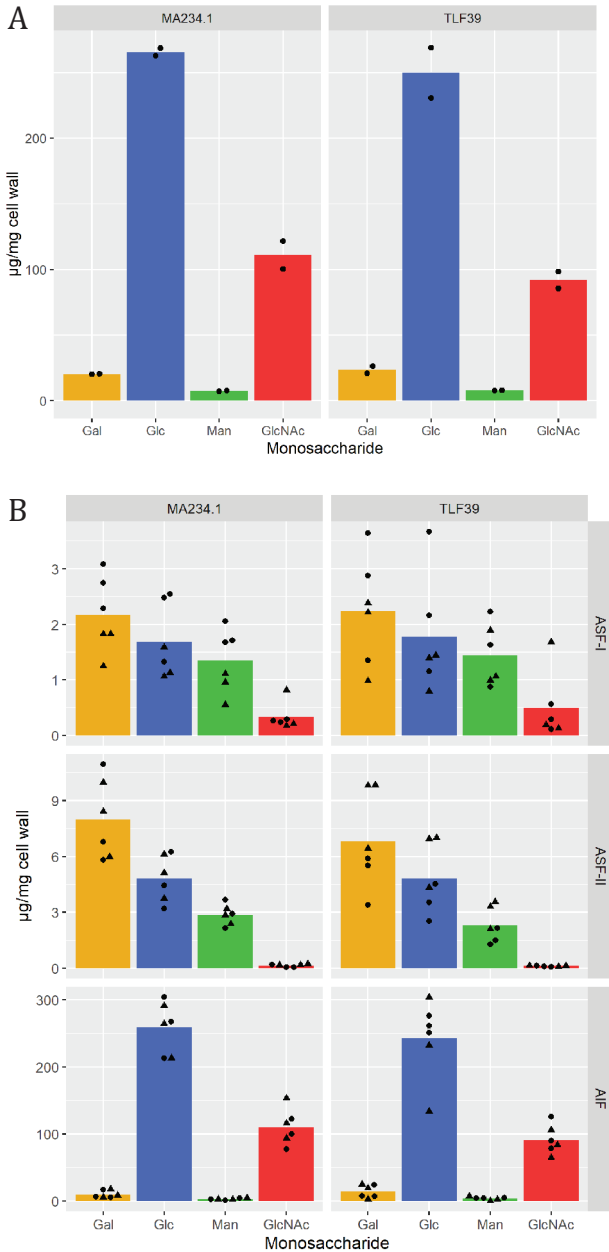 A
MA234.1 TLF39
µg/mg cell wall
200
100
0
Gal Glc Man GlcNAc Gal Glc Man GlcNAc
Monosaccharide
B
MA234.1 TLF39
µg/mg cell wall
3
2
1
0
ASF-I
9
6
3
0
ASF-II
300
200
100
0
AIF
Gal Glc Man GlcNAc Gal Glc Man GlcNAc
Monosaccharide